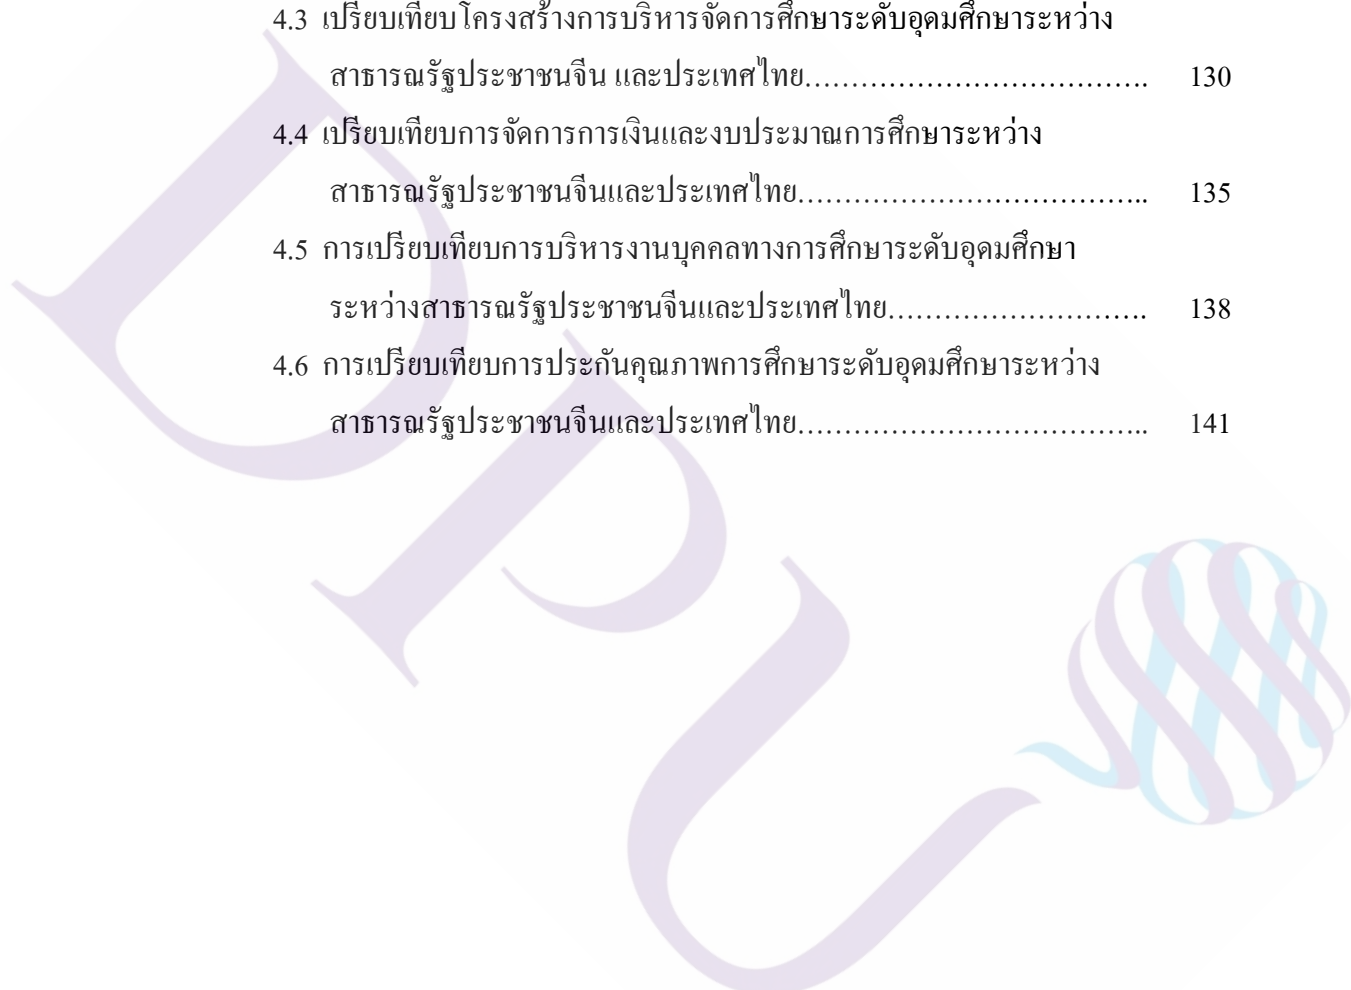 4.3 เปรียบเทียบโครงสร้างการบริหารจัดการศึกษาระดับอุดมศึกษาระหว่าง
สาธารณรัฐประชาชนจีน และประเทศไทย………………………………. 130
4.4 เปรียบเทียบการจัดการการเงินและงบประมาณการศึกษาระหว่าง
สาธารณรัฐประชาชนจีนและประเทศไทย……………………………….. 135
4.5 การเปรียบเทียบการบริหารงานบุคคลทางการศึกษาระดับอุดมศึกษา
ระหว่างสาธารณรัฐประชาชนจีนและประเทศไทย………………………. 138
4.6 การเปรียบเทียบการประกันคุณภาพการศึกษาระดับอุดมศึกษาระหว่าง
สาธารณรัฐประชาชนจีนและประเทศไทย……………………………….. 141
DPU